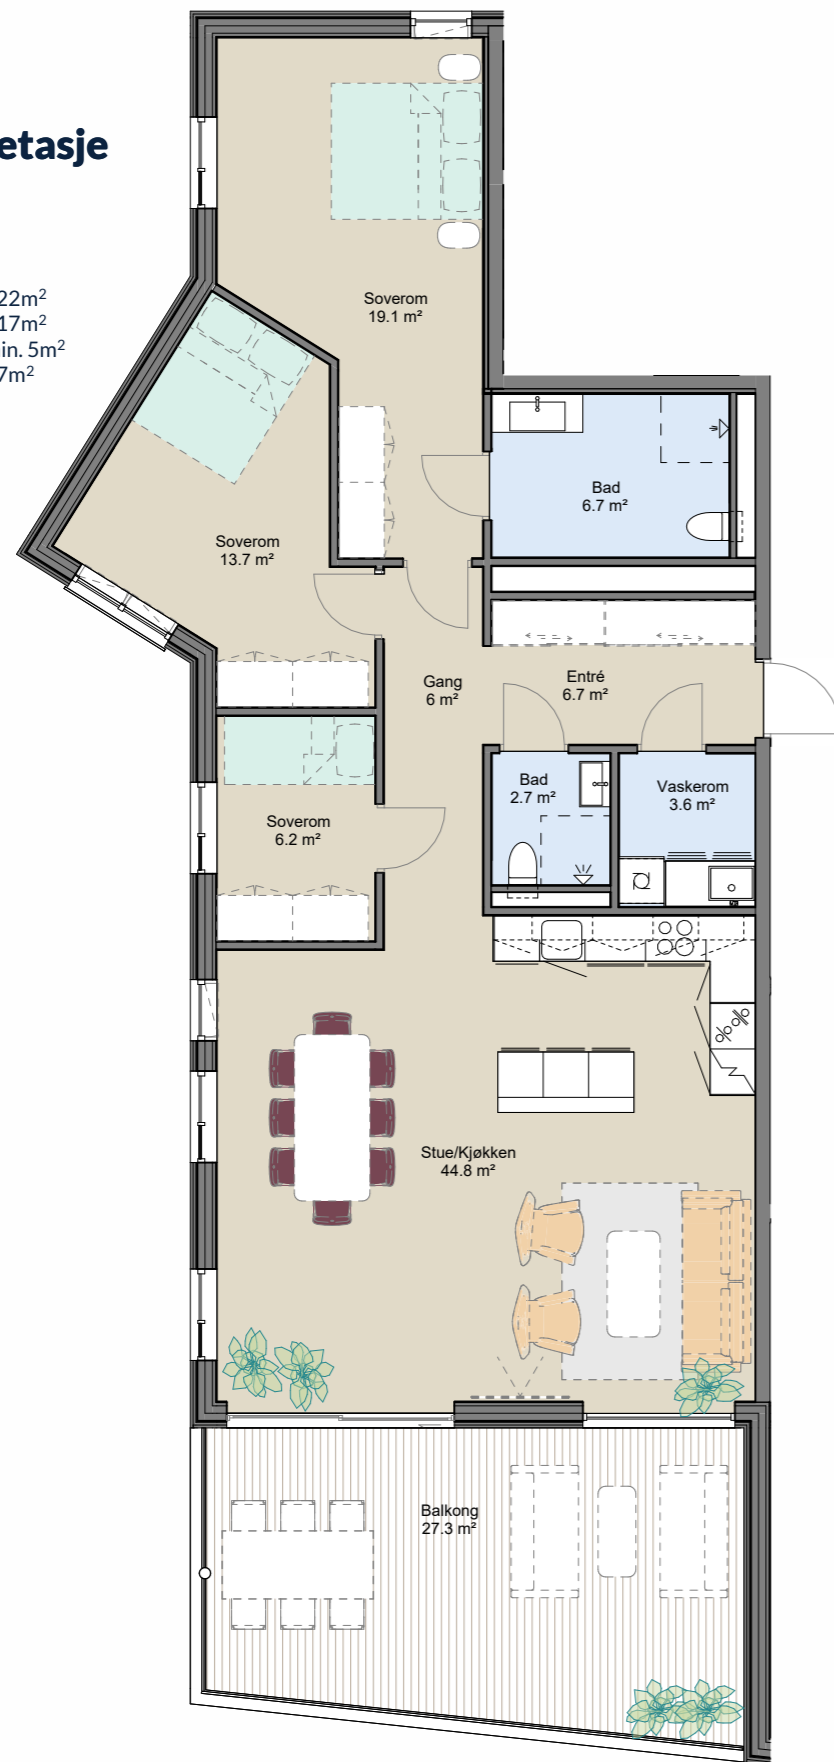 etasje
22m²
17m²
in. 5m²
7m²
Soverom
19.1 m²
Bad
6.7 m²
Soverom
13.7 m²
Gang
6 m²
Entré
6.7 m²
Bad
2.7 m²
Vaskerom
3.6 m²
Soverom
6.2 m²
Stue/Kjøkken
44.8 m²
Balkong
27.3 m²